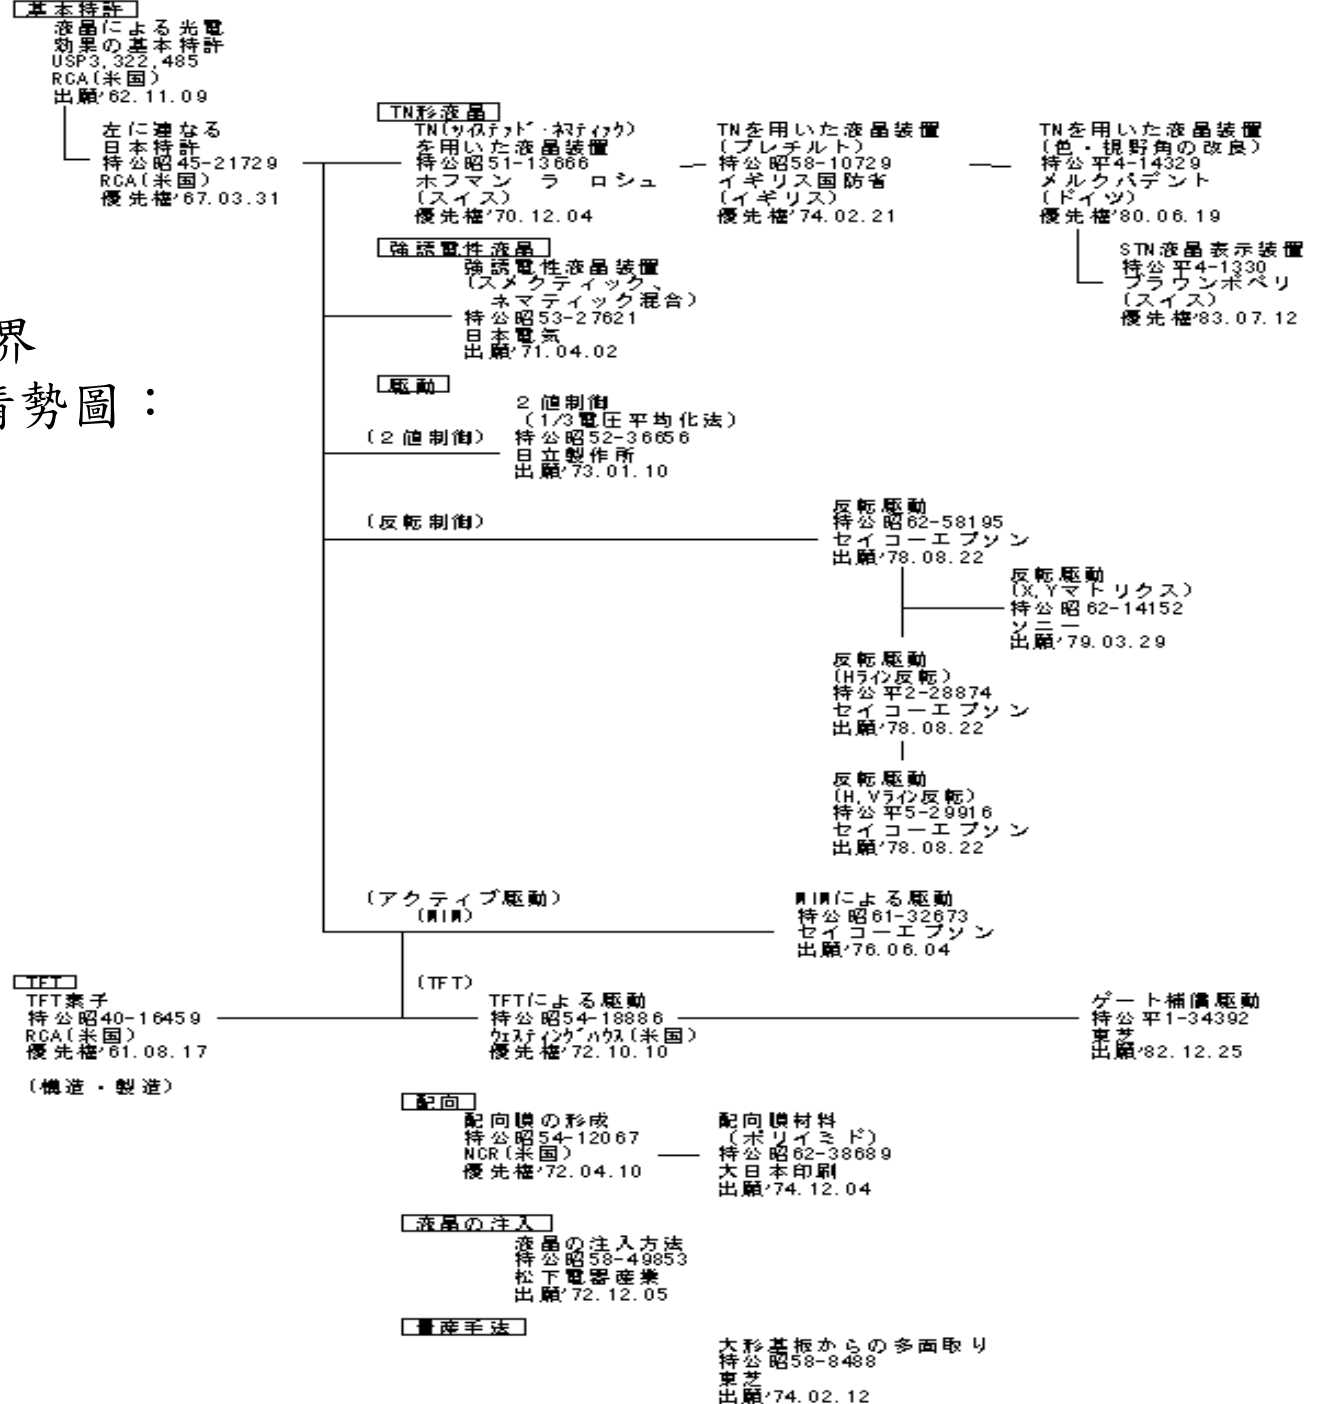 基本特許
液晶による光電
効果の基本特許
USP3,322,485
RCA(米国)
出願'62.11.09
左に連なる
日本特許
特公昭45-21729
RCA(米国)
優先権'67.03.31
TN形液晶
TN(ツイステッド・ネマティック)
を用いた液晶装置
特公昭51-13666
ホフマン ラ ロシュ
(スイス)
優先権'70.12.04
TNを用いた液晶装置
(プレチルト)
特公昭58-10729
イギリス国防省
(イギリス)
優先権'74.02.21
TNを用いた液晶装置
(色・視野角の改良)
特公平4-14329
メルクパデント
(ドイツ)
優先権'80.06.19
STN液晶表示装置
特公平4-1330
ブラウンボベリ
(スイス)
優先権'83.07.12
強誘電性液晶
強誘電性液晶装置
(スメクティック、
ネマティック混合)
特公昭53-27621
日本電気
出願'71.04.02
界
情勢圖：
駆動
(2値制御)
2値制御
(1/3電圧平均化法)
特公昭52-36656
日立製作所
出願'73.01.10
(反転制御)
反転駆動
特公昭62-58195
セイコーエプソン
出願'78.08.22
反転駆動
(X,Yマトリクス)
特公昭62-14152
ソニー
出願'79.03.29
反転駆動
(Hライン反転)
特公平2-28874
セイコーエプソン
出願'78.08.22
反転駆動
(H,Vライン反転)
特公平5-29916
セイコーエプソン
出願'78.08.22
(アクティブ駆動)
(MIM)
MIMによる駆動
特公昭61-32673
セイコーエプソン
出願'76.06.04
TFT
TFT素子
特公昭40-16459
RCA(米国)
優先権'61.08.17
(TFT)
TFTによる駆動
特公昭54-18886
ウェスティングハウス(米国)
優先権'72.10.10
ゲート補償駆動
特公平1-34392
東芝
出願'82.12.25
(構造・製造)
配向
配向膜の形成
特公昭54-12067
NCR(米国)
優先権'72.04.10
配向膜材料
(ポリイミド)
特公昭62-38689
大日本印刷
出願'74.12.04
液晶の注入
液晶の注入方法
特公昭58-49853
松下電器産業
出願'72.12.05
量産手法
大形基板からの多面取り
特公昭58-8488
東芝
出願'74.02.12